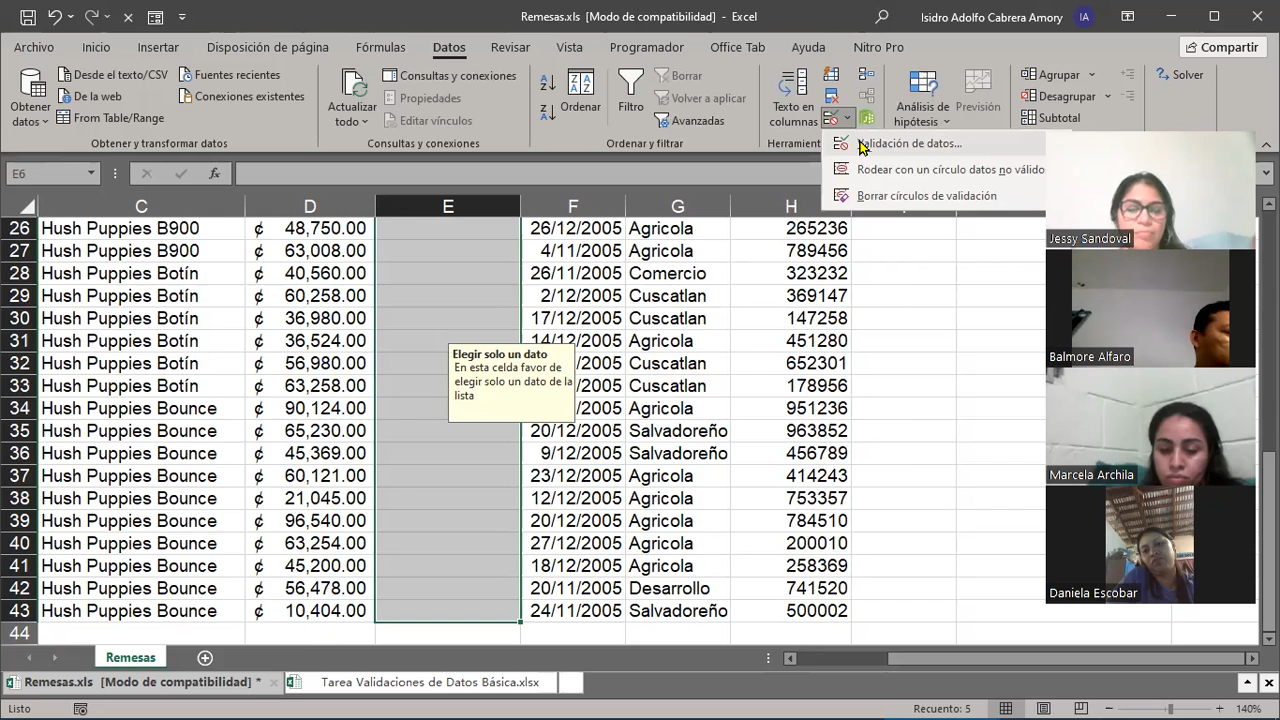 Remesas.xls [Modo de compatibilidad] - Excel
Isidro Adolfo Cabrera Amory
IA
Archivo Inicio Insertar Disposición de página Fórmulas Datos Revisar Vista Programador Office Tab Ayuda Nitro Pro
Compartir
Obtener datos
Desde el texto/CSV
De la web
From Table/Range
Fuentes recientes
Conexiones existentes
Obtener y transformar datos
Actualizar todo
Consultas y conexiones
Propiedades
Editar vínculos
Consultas y conexiones
Ordenar
Filtro
Borrar
Volver a aplicar
Avanzadas
Ordenar y filtrar
Texto en columnas
Herramient
Análisis de hipótesis
Previsión
Agrupar
Desagrupar
Subtotal
Solver
Validación de datos...
Rodear con un círculo datos no válido
Borrar círculos de validación
E6
fx
C D E F G H
26 Hush Puppies B900 ¢ 48,750.00 26/12/2005 Agricola 265236
27 Hush Puppies B900 ¢ 63,008.00 4/11/2005 Agricola 789456
28 Hush Puppies Botín ¢ 40,560.00 26/11/2005 Comercio 323232
29 Hush Puppies Botín ¢ 60,258.00 2/12/2005 Cuscatlan 369147
30 Hush Puppies Botín ¢ 36,980.00 17/12/2005 Cuscatlan 147258
31 Hush Puppies Botín ¢ 36,524.00 14/12/2005 Agricola 451280
32 Hush Puppies Botín ¢ 56,980.00 /12/2005 Cuscatlan 652301
33 Hush Puppies Botín ¢ 63,258.00 /12/2005 Cuscatlan 178956
34 Hush Puppies Bounce ¢ 90,124.00 /12/2005 Agricola 951236
35 Hush Puppies Bounce ¢ 65,230.00 20/12/2005 Salvadoreño 963852
36 Hush Puppies Bounce ¢ 45,369.00 9/12/2005 Salvadoreño 456789
37 Hush Puppies Bounce ¢ 60,121.00 23/12/2005 Agricola 414243
38 Hush Puppies Bounce ¢ 21,045.00 12/12/2005 Agricola 753357
39 Hush Puppies Bounce ¢ 96,540.00 20/12/2005 Agricola 784510
40 Hush Puppies Bounce ¢ 63,254.00 27/12/2005 Agricola 200010
41 Hush Puppies Bounce ¢ 45,200.00 18/12/2005 Agricola 258369
42 Hush Puppies Bounce ¢ 56,478.00 20/11/2005 Desarrollo 741520
43 Hush Puppies Bounce ¢ 10,404.00 24/11/2005 Salvadoreño 500002
44
Elegir solo un dato
En esta celda favor de
elegir solo un dato de la
lista
Jessy Sandoval
Balmore Alfaro
Marcela Archila
Daniela Escobar
Remesas
Remesas.xls [Modo de compatibilidad] *
Tarea Validaciones de Datos Básica.xlsx
Listo
Recuento: 5
140%